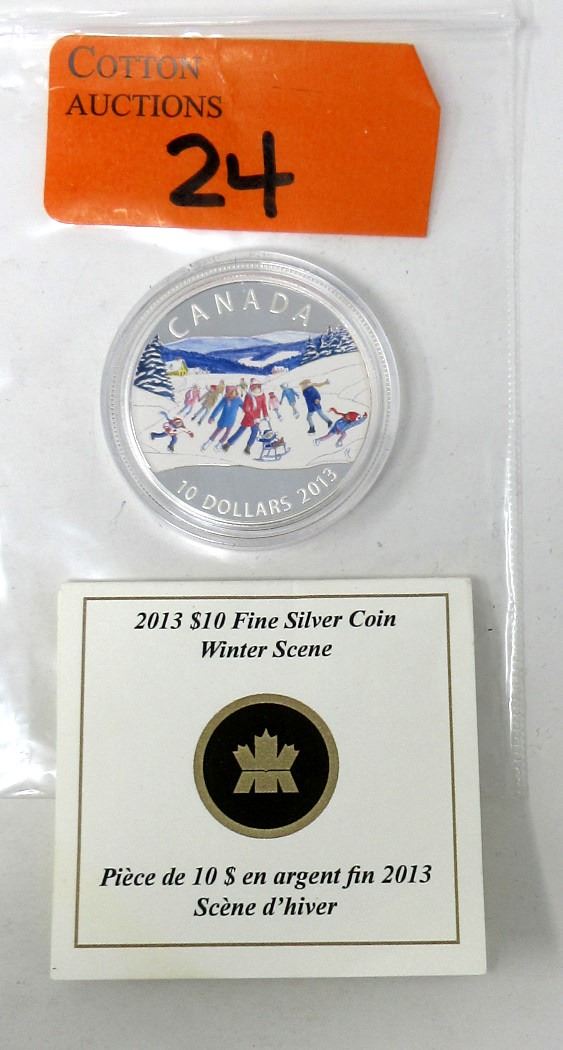 COTTON
AUCTIONS
24
CANADA
10 DOLLARS 2013
2013 $10 Fine Silver Coin
Winter Scene
Pièce de 10 $ en argent fin 2013
Scène d'hiver